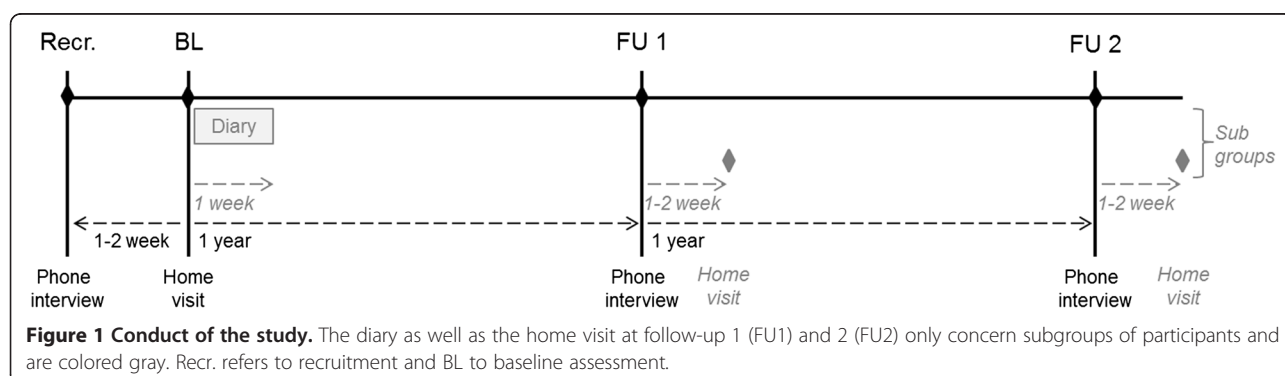 Recr. BL FU 1 FU 2
Diary
Sub
groups
1 week 1-2 week 1-2 week
1-2 week 1 year 1 year
Phone Home Phone Home Phone Home
interview visit interview visit interview visit
Figure 1 Conduct of the study. The diary as well as the home visit at follow-up 1 (FU1) and 2 (FU2) only concern subgroups of participants and
are colored gray. Recr. refers to recruitment and BL to baseline assessment.